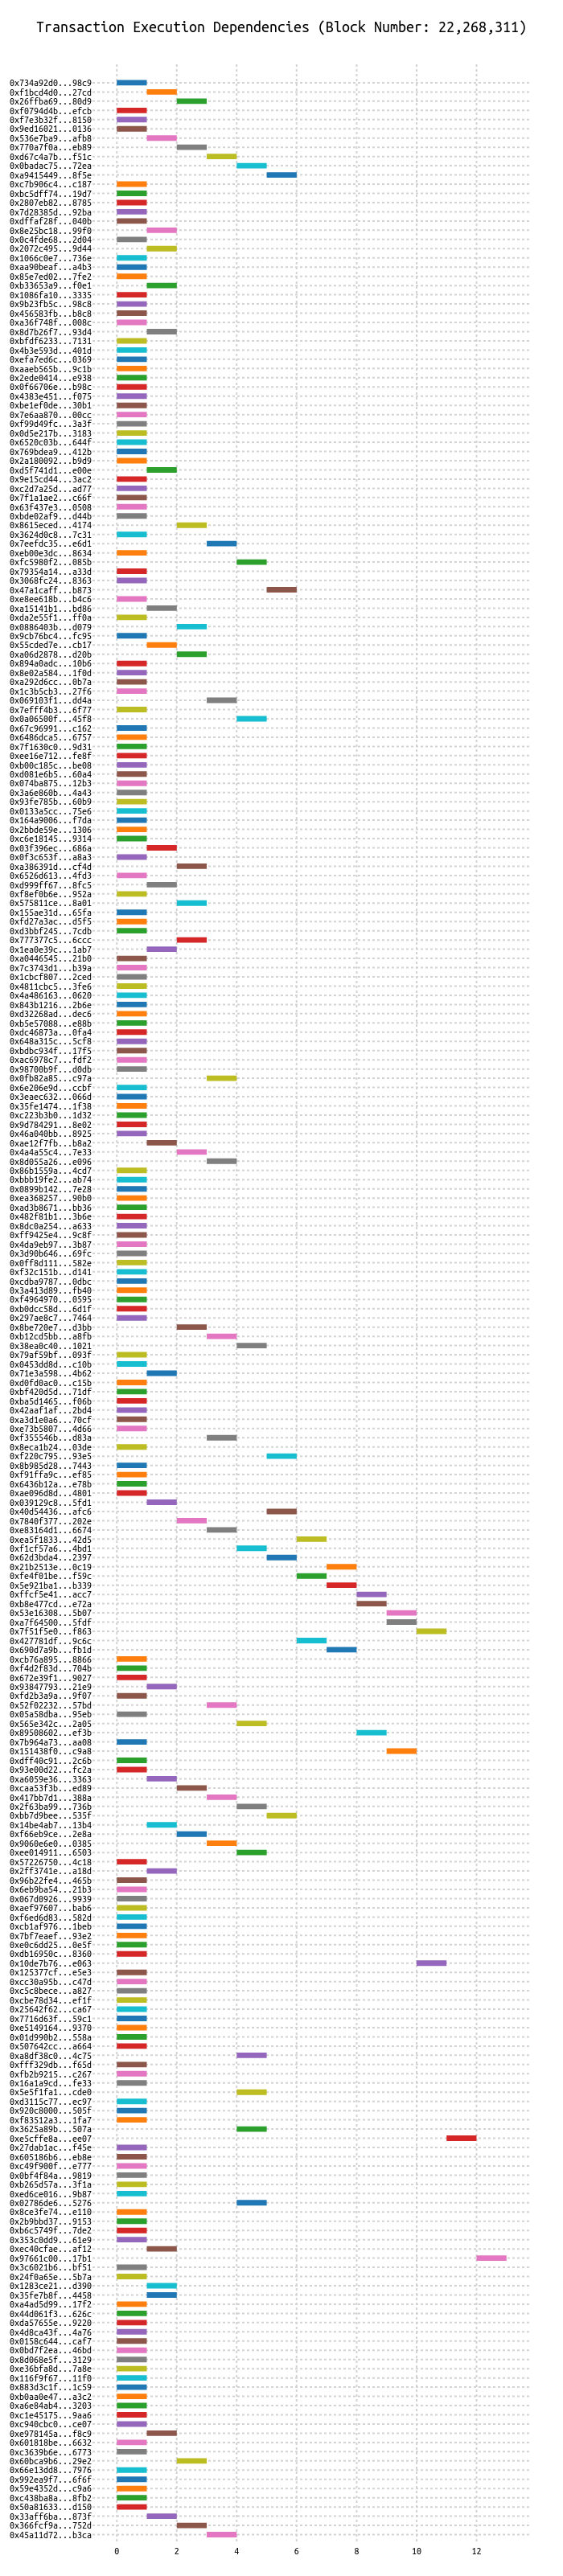 Transaction Execution Dependencies (Block Number: 22,268,311)
0x734a92d0...98c9
0xf1bcd4d0...27cd
0x26ffba69...80d9
0xf0794d4b...efcb
0xf7e3b32f...8150
0x9ed16021...0136
0x536e7ba9...afb8
0x770a7f0a...eb89
0xd67c4a7b...f51c
0x0badac75...72ea
0xa9415449...8f5e
0xc7b906c4...c187
0xbc5dff74...19d7
0x2807eb82...8785
0x7d28385d...92ba
0xdffaf28f...040b
0x8e25bc18...99f0
0x0c4fde68...2d04
0x2072c495...9d44
0x1066c0e7...736e
0xaa90beaf...a4b3
0x85e7ed02...7fe2
0xb33653a9...f0e1
0x1086fa10...3335
0x9b23fb5c...98c8
0x456583fb...b8c8
0xa36f748f...008c
0x8d7b26f7...93d4
0xbfdf6233...7131
0x4b3e593d...401d
0xefa7ed6c...0369
0xaaeb565b...9c1b
0x2ede0414...e938
0x0f66706e...b98c
0x4383e451...f075
0xbe1ef0de...30b1
0x7e6aa870...00cc
0xf99d49fc...3a3f
0x0d5e217b...3183
0x6520c03b...644f
0x769bdea9...412b
0x2a180092...b9d9
0xd5f741d1...e00e
0x9e15cd44...3ac2
0xc2d7a25d...ad77
0x7f1a1ae2...c66f
0x63f437e3...0508
0xbde02af9...d44b
0x8615eced...4174
0x3624d0c8...7c31
0x7eefdc35...e6d1
0xeb00e3dc...8634
0xfc5980f2...085b
0x79354a14...a33d
0x3068fc24...8363
0x47a1caff...b873
0xe8ee618b...b4c6
0xa15141b1...bd86
0xda2e55f1...ff0a
0x0886403b...d079
0x9cb76bc4...fc95
0x55cded7e...cb17
0xa06d2878...d20b
0x894a0adc...10b6
0x8e02a584...1f0d
0xa292d6cc...0b7a
0x1c3b5cb3...27f6
0x069103f1...dd4a
0x7efff4b3...6f77
0x0a06500f...45f8
0x67c96991...c162
0x6486dca5...6757
0x7f1630c0...9d31
0xee16e712...fe8f
0xb00c185c...be08
0xd081e6b5...60a4
0x074ba875...12b3
0x3a6e860b...4a43
0x93fe785b...60b9
0x0133a5cc...75e6
0x164a9006...f7da
0x2bbde59e...1306
0xc6e18145...9314
0x03f396ec...686a
0x0f3c653f...a8a3
0xa386391d...cf4d
0x6526d613...4fd3
0xd999ff67...8fc5
0xf8ef0b6e...952a
0x575811ce...8a01
0x155ae31d...65fa
0xfd27a3ac...d5f5
0xd3bbf245...7cdb
0x777377c5...6ccc
0x1ea0e39c...1ab7
0xa0446545...21b0
0x7c3743d1...b39a
0x1cbcf807...2ced
0x4811cbc5...3fe6
0x4a486163...0620
0x843b1216...2b6e
0xd32268ad...dec6
0xb5e57088...e88b
0xdc46873a...0fa4
0x648a315c...5cf8
0xbdbc934f...17f5
0xac6978c7...fdf2
0x98700b9f...d0db
0x0fb82a85...c97a
0x6e206e9d...ccbf
0x3eaec632...066d
0x35fe1474...1f38
0xc223b3b0...1d32
0x9d784291...8e02
0x46a040bb...8925
0xae12f7fb...b8a2
0x4a4a55c4...7e33
0x8d055a26...e096
0x86b1559a...4cd7
0xbbb19fe2...ab74
0x0899b142...7e28
0xea368257...90b0
0xad3b8671...bb36
0x482f81b1...3b6e
0x8dc0a254...a633
0xff9425e4...9c8f
0x4da9eb97...3b87
0x3d90b646...69fc
0x0ff8d111...582e
0xf32c151b...d141
0xcdba9787...0dbc
0x3a413d89...fb40
0xf4964970...0595
0xb0dcc58d...6d1f
0x297ae8c7...7464
0x8be720e7...d3bb
0xb12cd5bb...a8fb
0x38ea0c40...1021
0x79af59bf...093f
0x0453dd8d...c10b
0x71e3a598...4b62
0xd0fd0ac0...c15b
0xbf420d5d...71df
0xba5d1465...f06b
0x42aaf1af...2bd4
0xa3d1e0a6...70cf
0xe73b5807...4d66
0xf355546b...d83a
0x8eca1b24...03de
0xf220c795...93e5
0x8b985d28...7443
0xf91ffa9c...ef85
0x6436b12a...e78b
0xae096d8d...4801
0x039129c8...5fd1
0x40d54436...afc6
0x7840f377...202e
0xe83164d1...6674
0xea5f1833...42d5
0xf1cf57a6...4bd1
0x62d3bda4...2397
0x21b2513e...0c19
0xfe4f01be...f59c
0x5e921ba1...b339
0xffcf5e41...acc7
0xb8e477cd...e72a
0x53e16308...5b07
0xa7f64500...5fdf
0x7f51f5e0...f863
0x427781df...9c6c
0x690d7a9b...fb1d
0xcb76a895...8866
0xf4d2f83d...704b
0x672e39f1...9027
0x93847793...21e9
0xfd2b3a9a...9f07
0x52f02232...57bd
0x05a58dba...95eb
0x565e342c...2a05
0x89508602...ef3b
0x7b964a73...aa08
0x151438f0...c9a8
0xdff40c91...2c6b
0x93e00d22...fc2a
0xa6059e36...3363
0xcaa53f3b...ed89
0x417bb7d1...388a
0x2f63ba99...736b
0xbb7d9bee...535f
0x14be4ab7...13b4
0xf66eb9ce...2e8a
0x9060e6e0...0385
0xee014911...6503
0x57226750...4c18
0x2ff3741e...a18d
0x96b22fe4...465b
0x6eb9ba54...21b3
0x067d0926...9939
0xaef97607...bab6
0xf6ed6d83...582d
0xcb1af976...1beb
0x7bf7eaef...93e2
0xe0c6dd25...0e5f
0xdb16950c...8360
0x10de7b76...e063
0x125377cf...e5e3
0xcc30a95b...c47d
0xc5c8bece...a827
0xcbe78d34...ef1f
0x25642f62...ca67
0x7716d63f...59c1
0xe5149164...9370
0x01d990b2...558a
0x507642cc...a664
0xa8df38c0...4c75
0xfff329db...f65d
0xfb2b9215...c267
0x16a1a9cd...fe33
0x5e5f1fa1...cde0
0xd3115c77...ec97
0x920c8000...505f
0xf83512a3...1fa7
0x3625a89b...507a
0xe5cffe8a...ee07
0x27dab1ac...f45e
0x605186b6...eb8e
0xc49f900f...e777
0x0bf4f84a...9819
0xb265d57a...3f1a
0xed6ce016...9b87
0x02786de6...5276
0x8ce3fe74...e110
0x2b9bbd37...9153
0xb6c5749f...7de2
0x353c0dd9...61e9
0xec40cfae...af12
0x97661c00...17b1
0x3c6021b6...bf51
0x24f0a65e...5b7a
0x1283ce21...d390
0x35fe7b8f...4458
0xa4ad5d99...17f2
0x44d061f3...626c
0xda57655e...9220
0x4d8ca43f...4a76
0x0158c644...caf7
0x0bd7f2ea...46bd
0x8d068e5f...3129
0xe36bfa8d...7a8e
0x116f9f67...11f0
0x883d3c1f...1c59
0xb0aa0e47...a3c2
0xa6e84ab4...3203
0xc1e45175...9aa6
0xc940cbc0...ce07
0xe978145a...f8c9
0x601818be...6632
0xc3639b6e...6773
0x60bca9b6...29e2
0x66e13dd8...7976
0x992ea9f7...6f6f
0x59e4352d...c9a6
0xc438ba8a...8fb2
0x50a81633...d150
0x33aff6ba...873f
0x366fcf9a...752d
0x45a11d72...b3ca
0 2 4 6 8 10 12